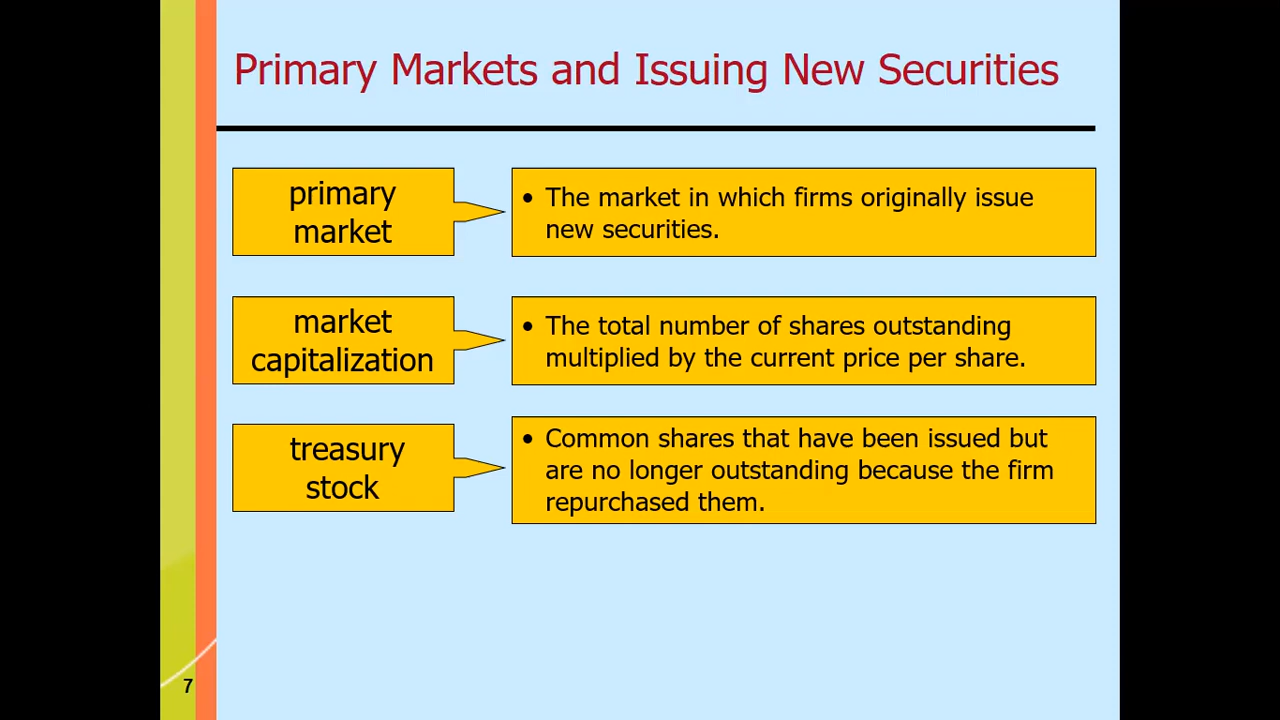 Primary Markets and Issuing New Securities
primary
market
• The market in which firms originally issue
new securities.
market
capitalization
• The total number of shares outstanding
multiplied by the current price per share.
treasury
stock
• Common shares that have been issued but
are no longer outstanding because the firm
repurchased them.
7